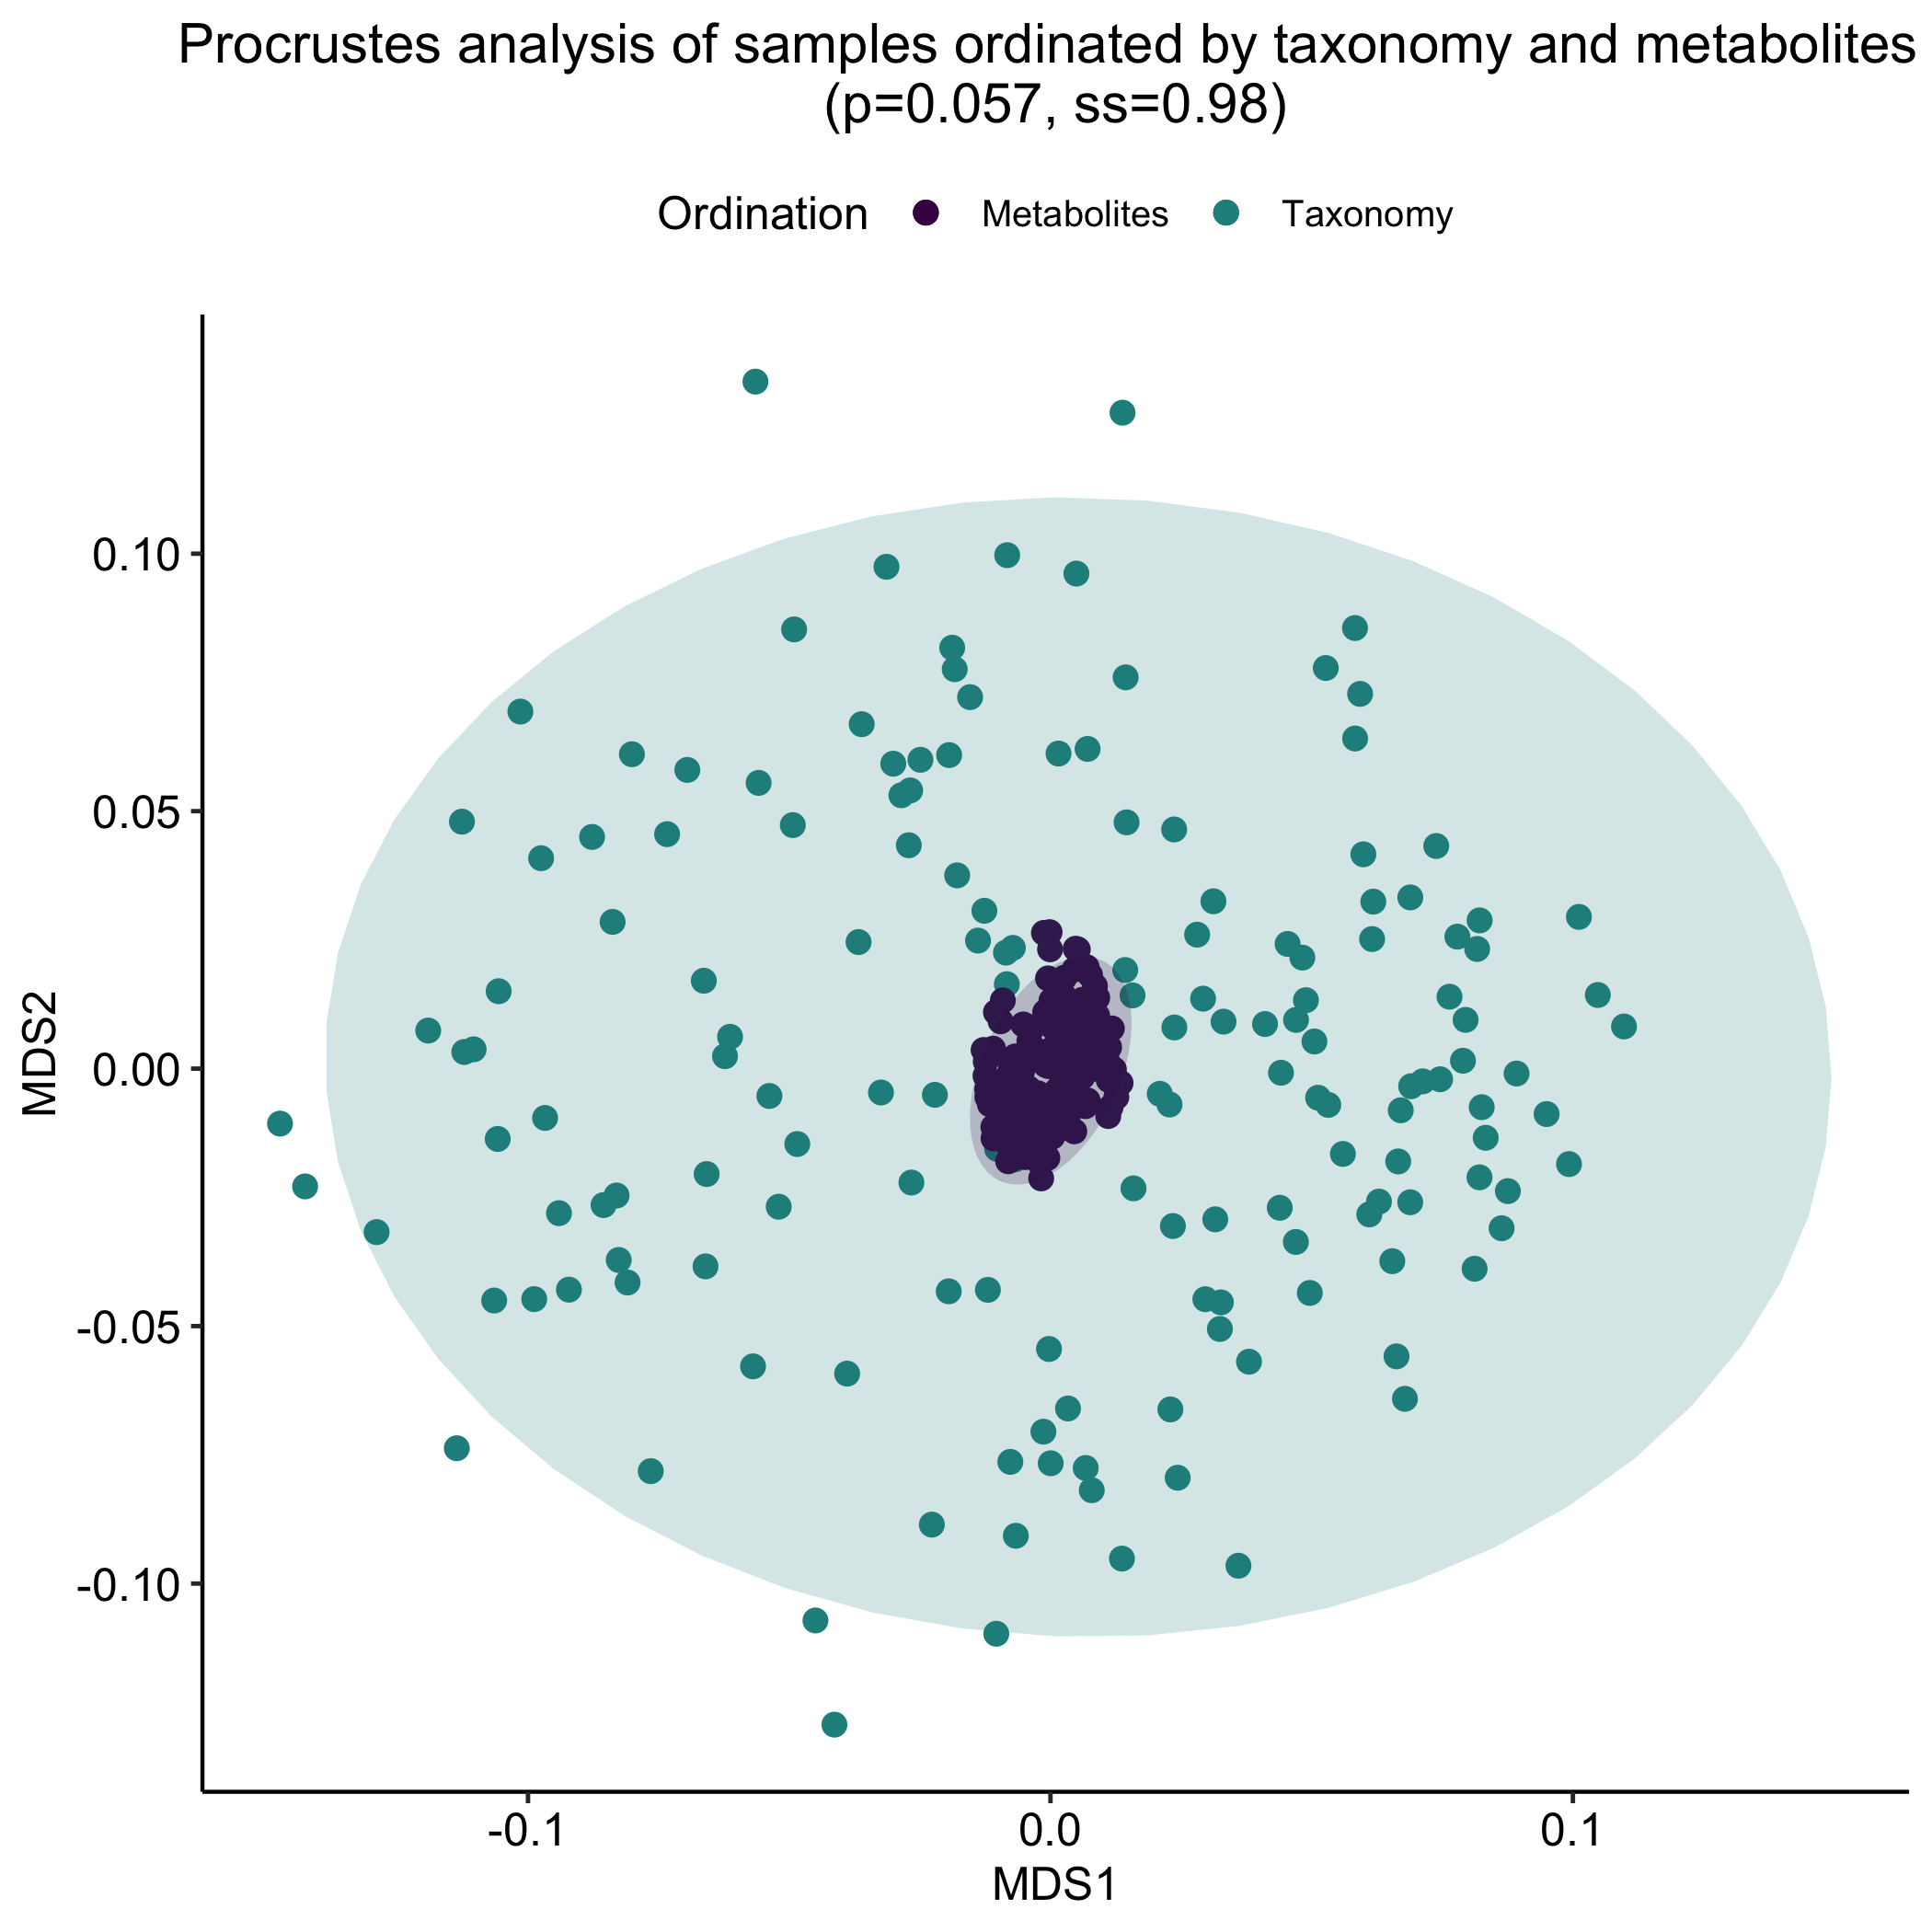 Procrustes analysis of samples ordinated by taxonomy and metabolites
(p=0.057, ss=0.98)
Ordination Metabolites Taxonomy
MDS2
0.10
0.05
0.00
-0.05
-0.10
-0.1 0.0 0.1
MDS1